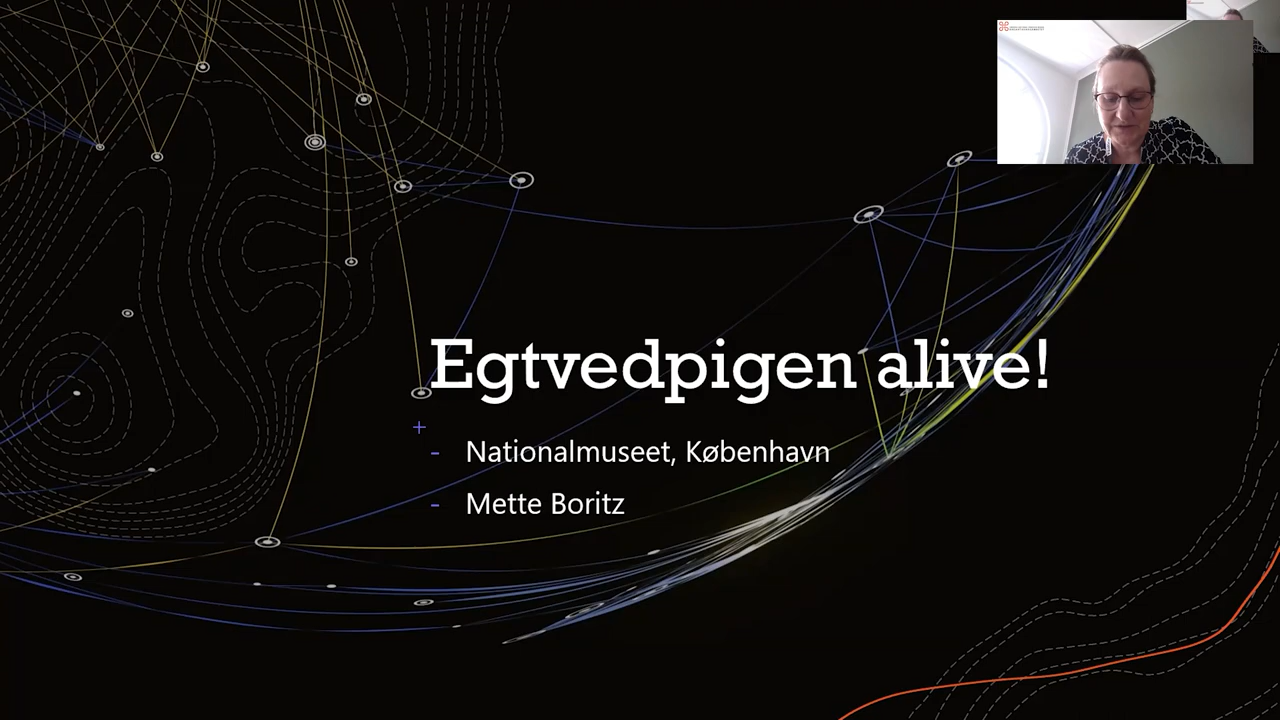 Egtvedpigen alive!
- Nationalmuseet, København
- Mette Boritz